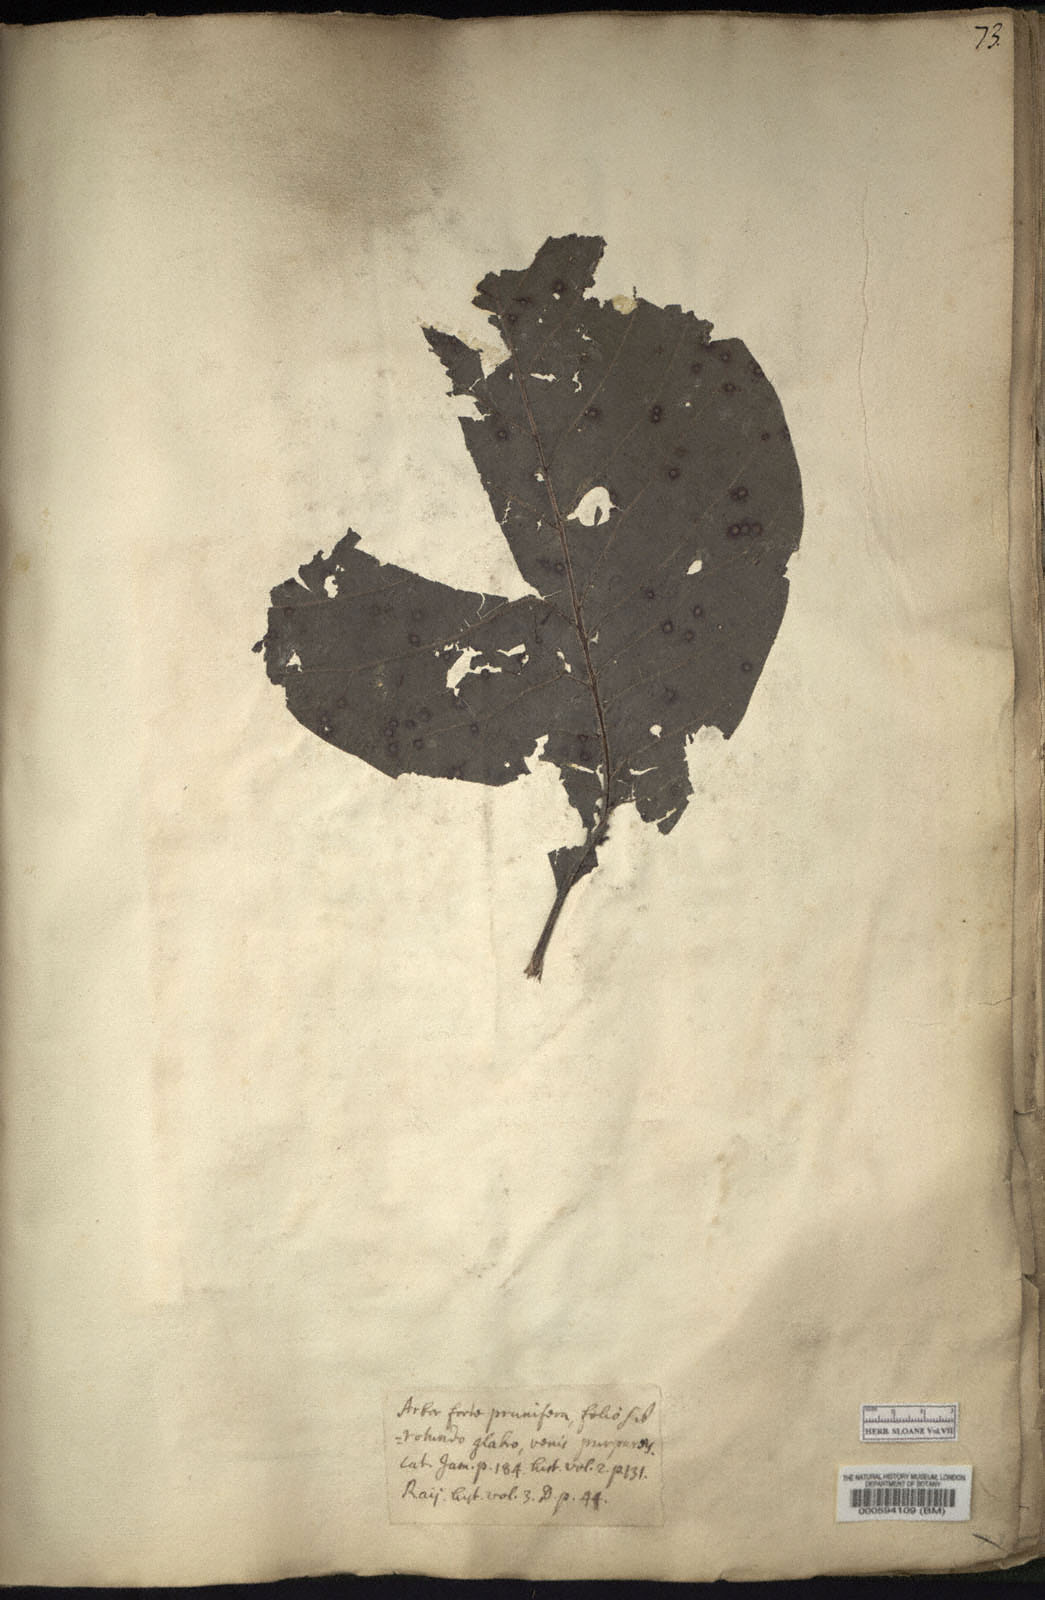 73.
Arbor forte prunifera, folio sub
-rotundo glabro, venis purpureis.
Cat. Jam. p. 184. hist. vol. 2. p. 131.
Raij. hist. vol. 3. D. p. 44.
HERB. SLOANE Vol. VII
THE NATURAL HISTORY MUSEUM, LONDON
DEPARTMENT OF BOTANY
000594109 (BM)